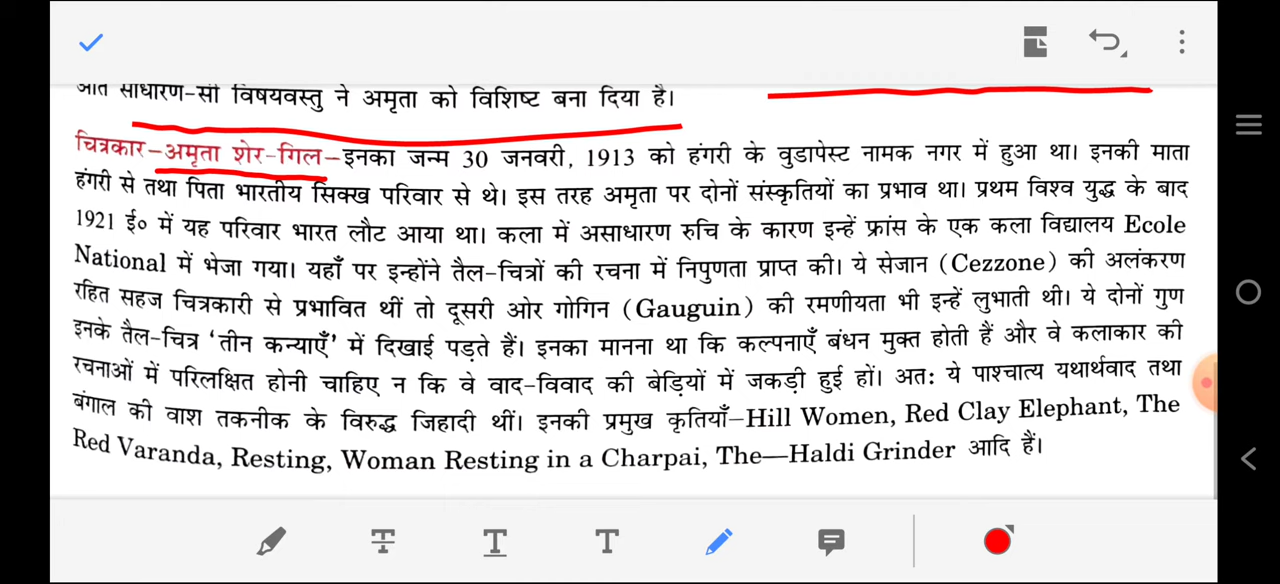 साधारण-सी विषयवस्तु ने अमृता को विशिष्ट बना दिया है।
चित्रकार–अमृता शेर-गिल–इनका जन्म 30 जनवरी, 1913 को हंगरी के वुडापेस्ट नामक नगर में हुआ था। इनकी माता
हंगरी से तथा पिता भारतीय सिक्ख परिवार से थे। इस तरह अमृता पर दोनों संस्कृतियों का प्रभाव था। प्रथम विश्व युद्ध के बाद
1921 ई० में यह परिवार भारत लौट आया था। कला में असाधारण रुचि के कारण इन्हें फ्रांस के एक कला विद्यालय Ecole
National में भेजा गया। यहाँ पर इन्होंने तैल-चित्रों की रचना में निपुणता प्राप्त की। ये सेजान (Cezzone) की अलंकरण
रहित सहज चित्रकारी से प्रभावित थीं तो दूसरी ओर गोगिन (Gauguin) की रमणीयता भी इन्हें लुभाती थी। ये दोनों गुण
इनके तैल-चित्र ‘तीन कन्याएँ’ में दिखाई पड़ते हैं। इनका मानना था कि कल्पनाएँ बंधन मुक्त होती हैं और वे कलाकार की
रचनाओं में परिलक्षित होनी चाहिए न कि वे वाद-विवाद की बेड़ियों में जकड़ी हुई हों। अतः ये पाश्चात्य यथार्थवाद तथा
बंगाल की वाश तकनीक के विरुद्ध जिहादी थीं। इनकी प्रमुख कृतियाँ–Hill Women, Red Clay Elephant, The
Red Varanda, Resting, Woman Resting in a Charpai, The—Haldi Grinder आदि हैं।